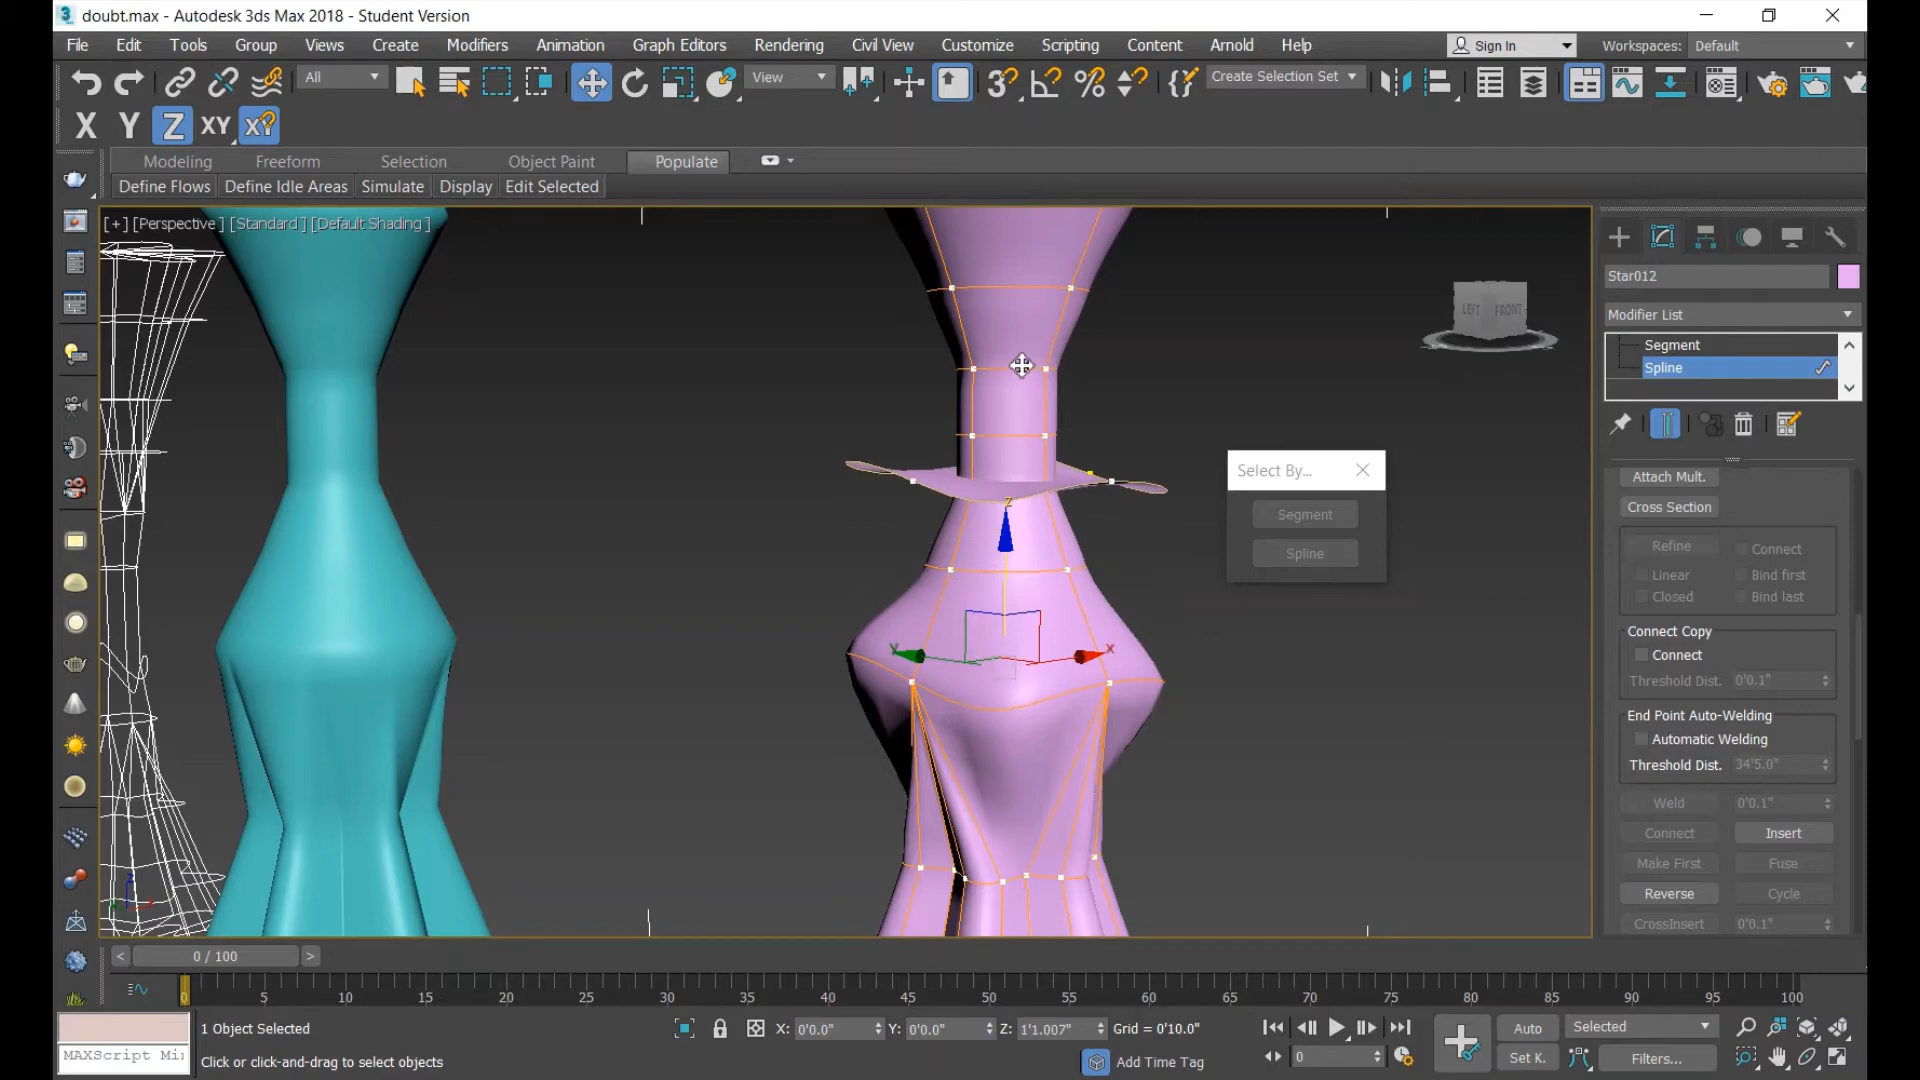 doubt.max - Autodesk 3ds Max 2018 - Student Version
File Edit Tools Group Views Create Modifiers Animation Graph Editors Rendering Civil View Customize Scripting Content Arnold Help Sign In Workspaces: Default
All View Create Selection Set
X Y Z XY XY
Modeling Freeform Selection Object Paint Populate
Define Flows Define Idle Areas Simulate Display Edit Selected
[+] [Perspective ] [Standard ] [Default Shading ]
LEFT FRONT
Star012
Modifier List
Segment
Spline
Select By...
Segment
Spline
z
y
x
Attach Mult.
Cross Section
Refine Connect
Linear Bind first
Closed Bind last
Connect Copy
Connect
Threshold Dist. 0'0.1"
End Point Auto-Welding
Automatic Welding
Threshold Dist. 34'5.0"
Weld 0'0.1"
Connect Insert
Make First Fuse
Reverse Cycle
CrossInsert 0'0.1"
< 0 / 100 >
0 5 10 15 20 25 30 35 40 45 50 55 60 65 70 75 80 85 90 95 100
1 Object Selected X: 0'0.0" Y: 0'0.0" Z: 1'1.007" Grid = 0'10.0" Auto Selected
MAXScript Mi: Click or click-and-drag to select objects Add Time Tag 0 Set K. Filters...